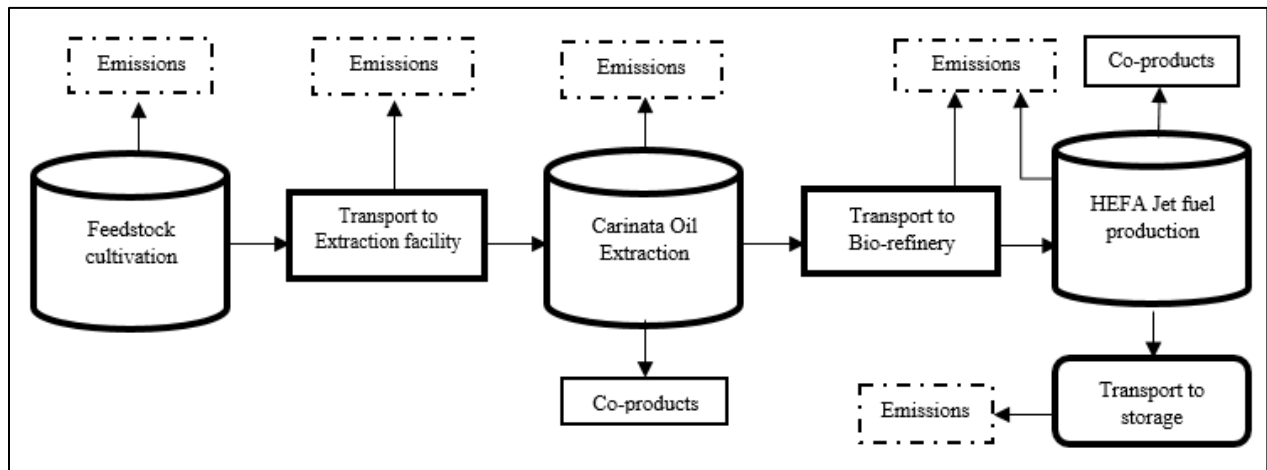 Emissions
Emissions
Emissions
Emissions
Co-products
Feedstock
cultivation
Transport to
Extraction facility
Carinata Oil
Extraction
Transport to
Bio-refinery
HEFA Jet fuel
production
Co-products
Emissions
Transport to
storage